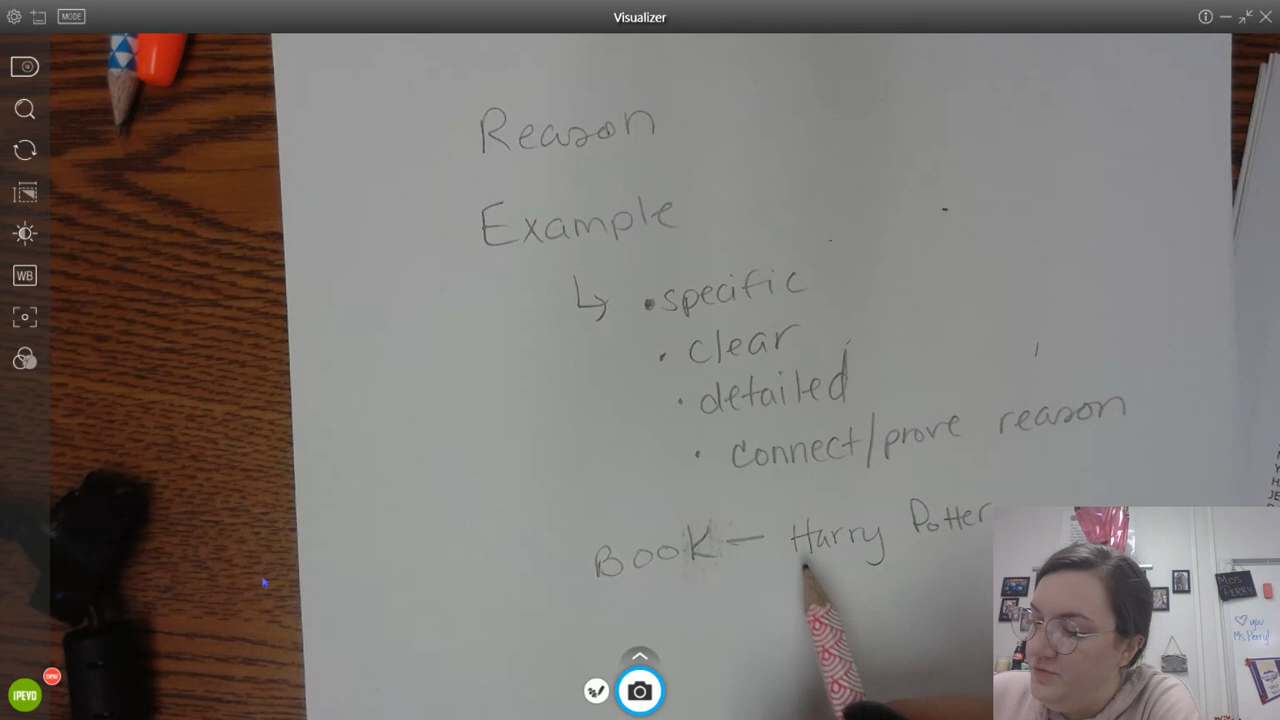 MODE
Visualizer
Reason
Example
↳ • specific
• clear
• detailed
• connect/prove reason
Book — Harry Potter
WB
IPEVO
new
Miss
PERRY
♡ you
Ms. Perry!